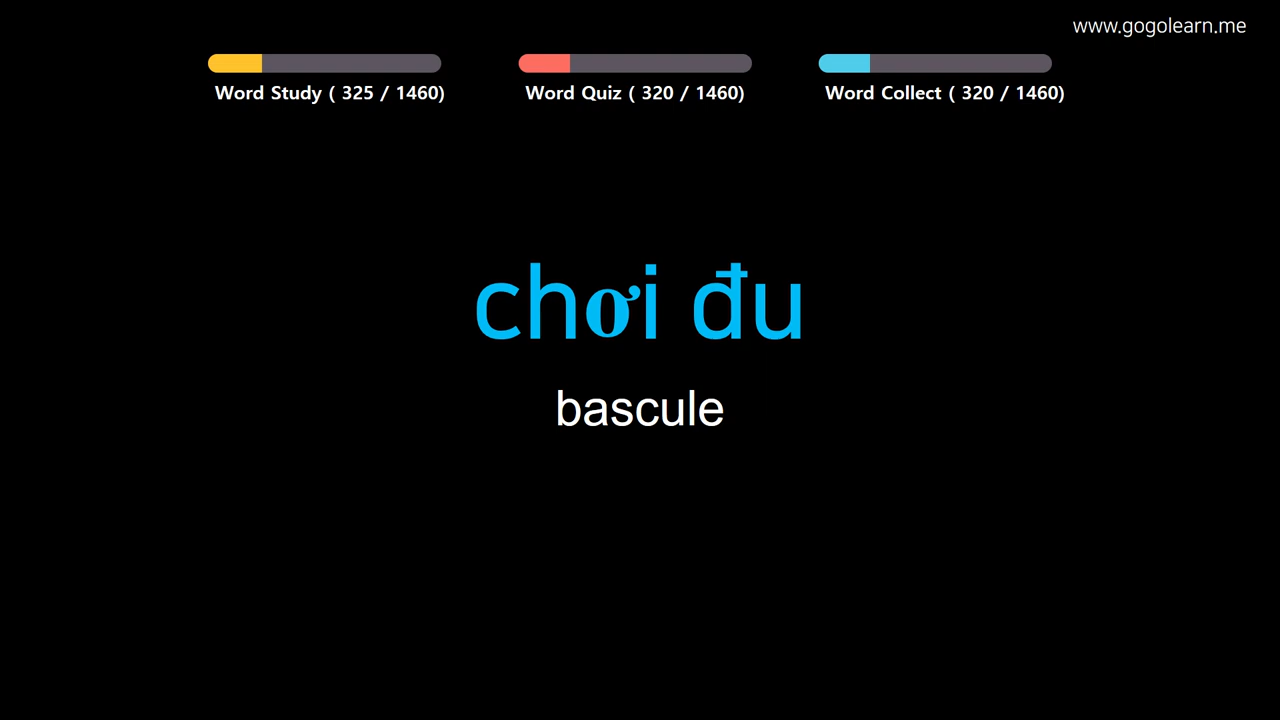 www.gogolearn.me
Word Study ( 325 / 1460)
Word Quiz ( 320 / 1460)
Word Collect ( 320 / 1460)
chơi đu
bascule